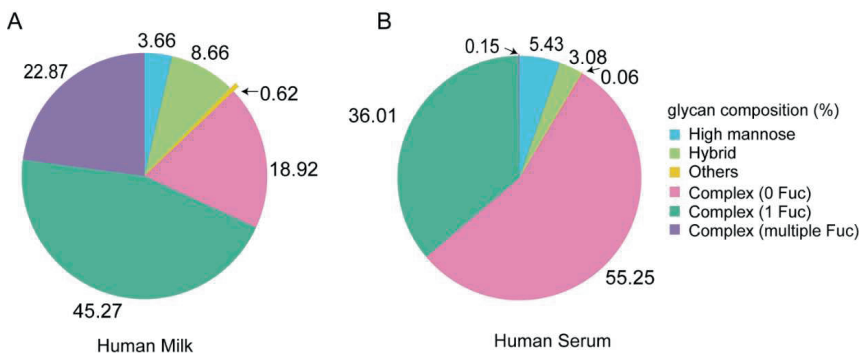 A
3.66
8.66
22.87
0.62
18.92
45.27
Human Milk
B
0.15
5.43
3.08
0.06
36.01
55.25
Human Serum
glycan composition (%)
High mannose
Hybrid
Others
Complex (0 Fuc)
Complex (1 Fuc)
Complex (multiple Fuc)